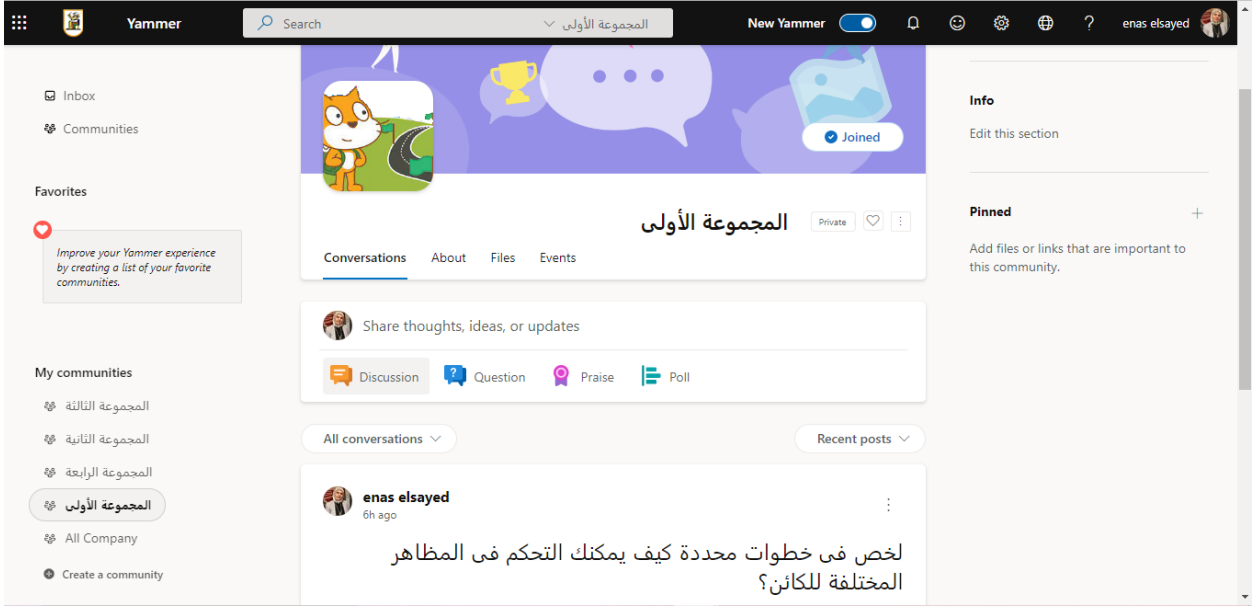 Yammer
Search
المجموعة الأولى
New Yammer
enas elsayed
Inbox
Communities
Favorites
Improve your Yammer experience
by creating a list of your favorite
communities.
My communities
المجموعة الثالثة
المجموعة الثانية
المجموعة الرابعة
المجموعة الأولى
All Company
Create a community
Joined
المجموعة الأولى
Private
Conversations
About
Files
Events
Share thoughts, ideas, or updates
Discussion
Question
Praise
Poll
All conversations
Recent posts
enas elsayed
6h ago
لخص فى خطوات محددة كيف يمكنك التحكم فى المظاهر
المختلفة للكائن؟
Info
Edit this section
Pinned
Add files or links that are important to
this community.